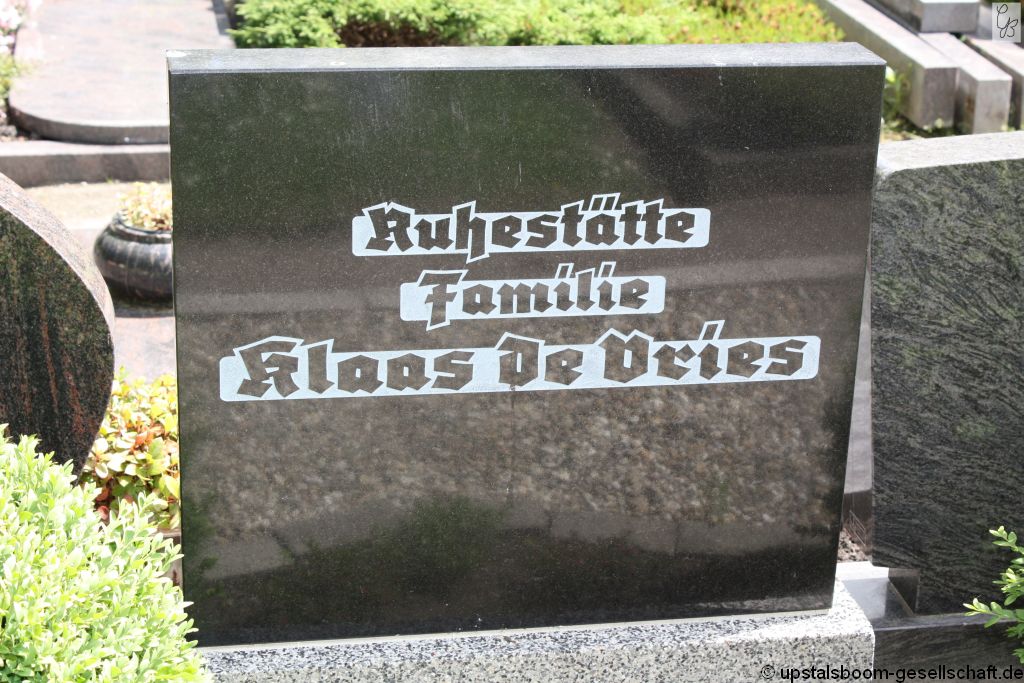 Ruhestätte
Familie
Klaas De Vries
© upstalsboom-gesellschaft.de